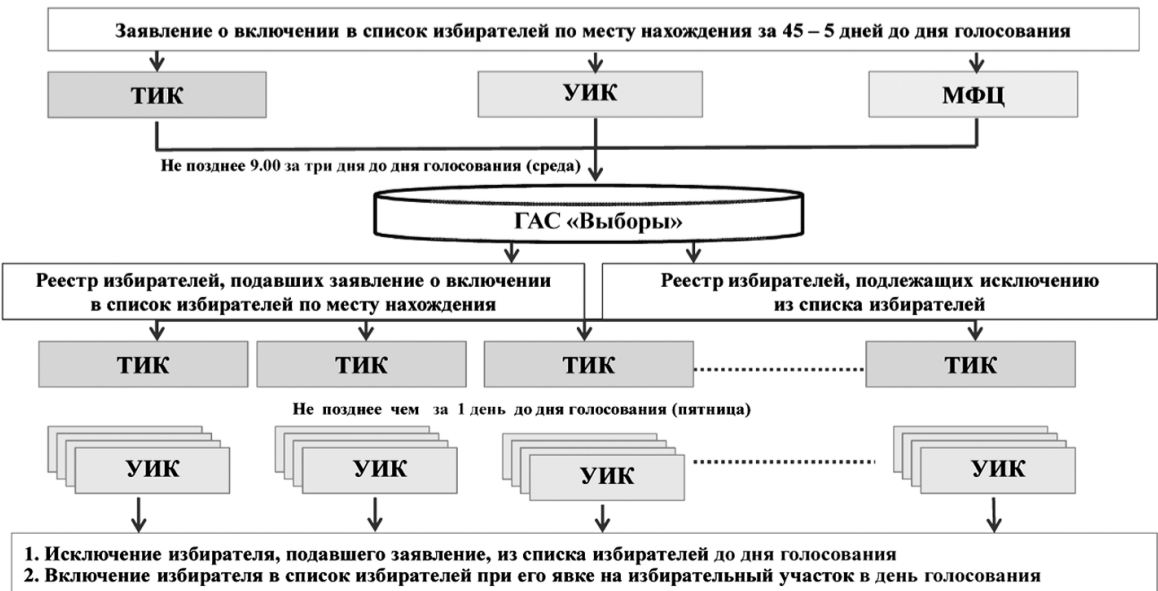 Заявление о включении в список избирателей по месту нахождения за 45 – 5 дней до дня голосования
ТИК
УИК
МФЦ
Не позднее 9.00 за три дня до дня голосования (среда)
ГАС «Выборы»
Реестр избирателей, подавших заявление о включении
в список избирателей по месту нахождения
Реестр избирателей, подлежащих исключению
из списка избирателей
ТИК
ТИК
ТИК
ТИК
Не позднее чем за 1 день до дня голосования (пятница)
УИК
УИК
УИК
УИК
1. Исключение избирателя, подавшего заявление, из списка избирателей до дня голосования
2. Включение избирателя в список избирателей при его явке на избирательный участок в день голосования